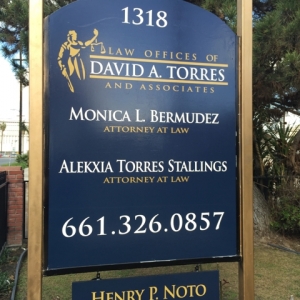 1318
LAW OFFICES OF
DAVID A. TORRES
AND ASSOCIATES
MONICA L. BERMUDEZ
ATTORNEY AT LAW
ALEKXIA TORRES STALLINGS
ATTORNEY AT LAW
661.326.0857
HENRY P. NOTO